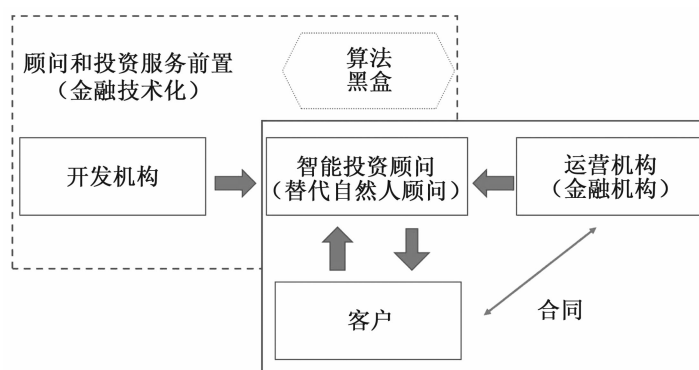 顾问和投资服务前置
（金融技术化）
算法
黑盒
开发机构
智能投资顾问
（替代自然人顾问）
运营机构
（金融机构）
客户
合同